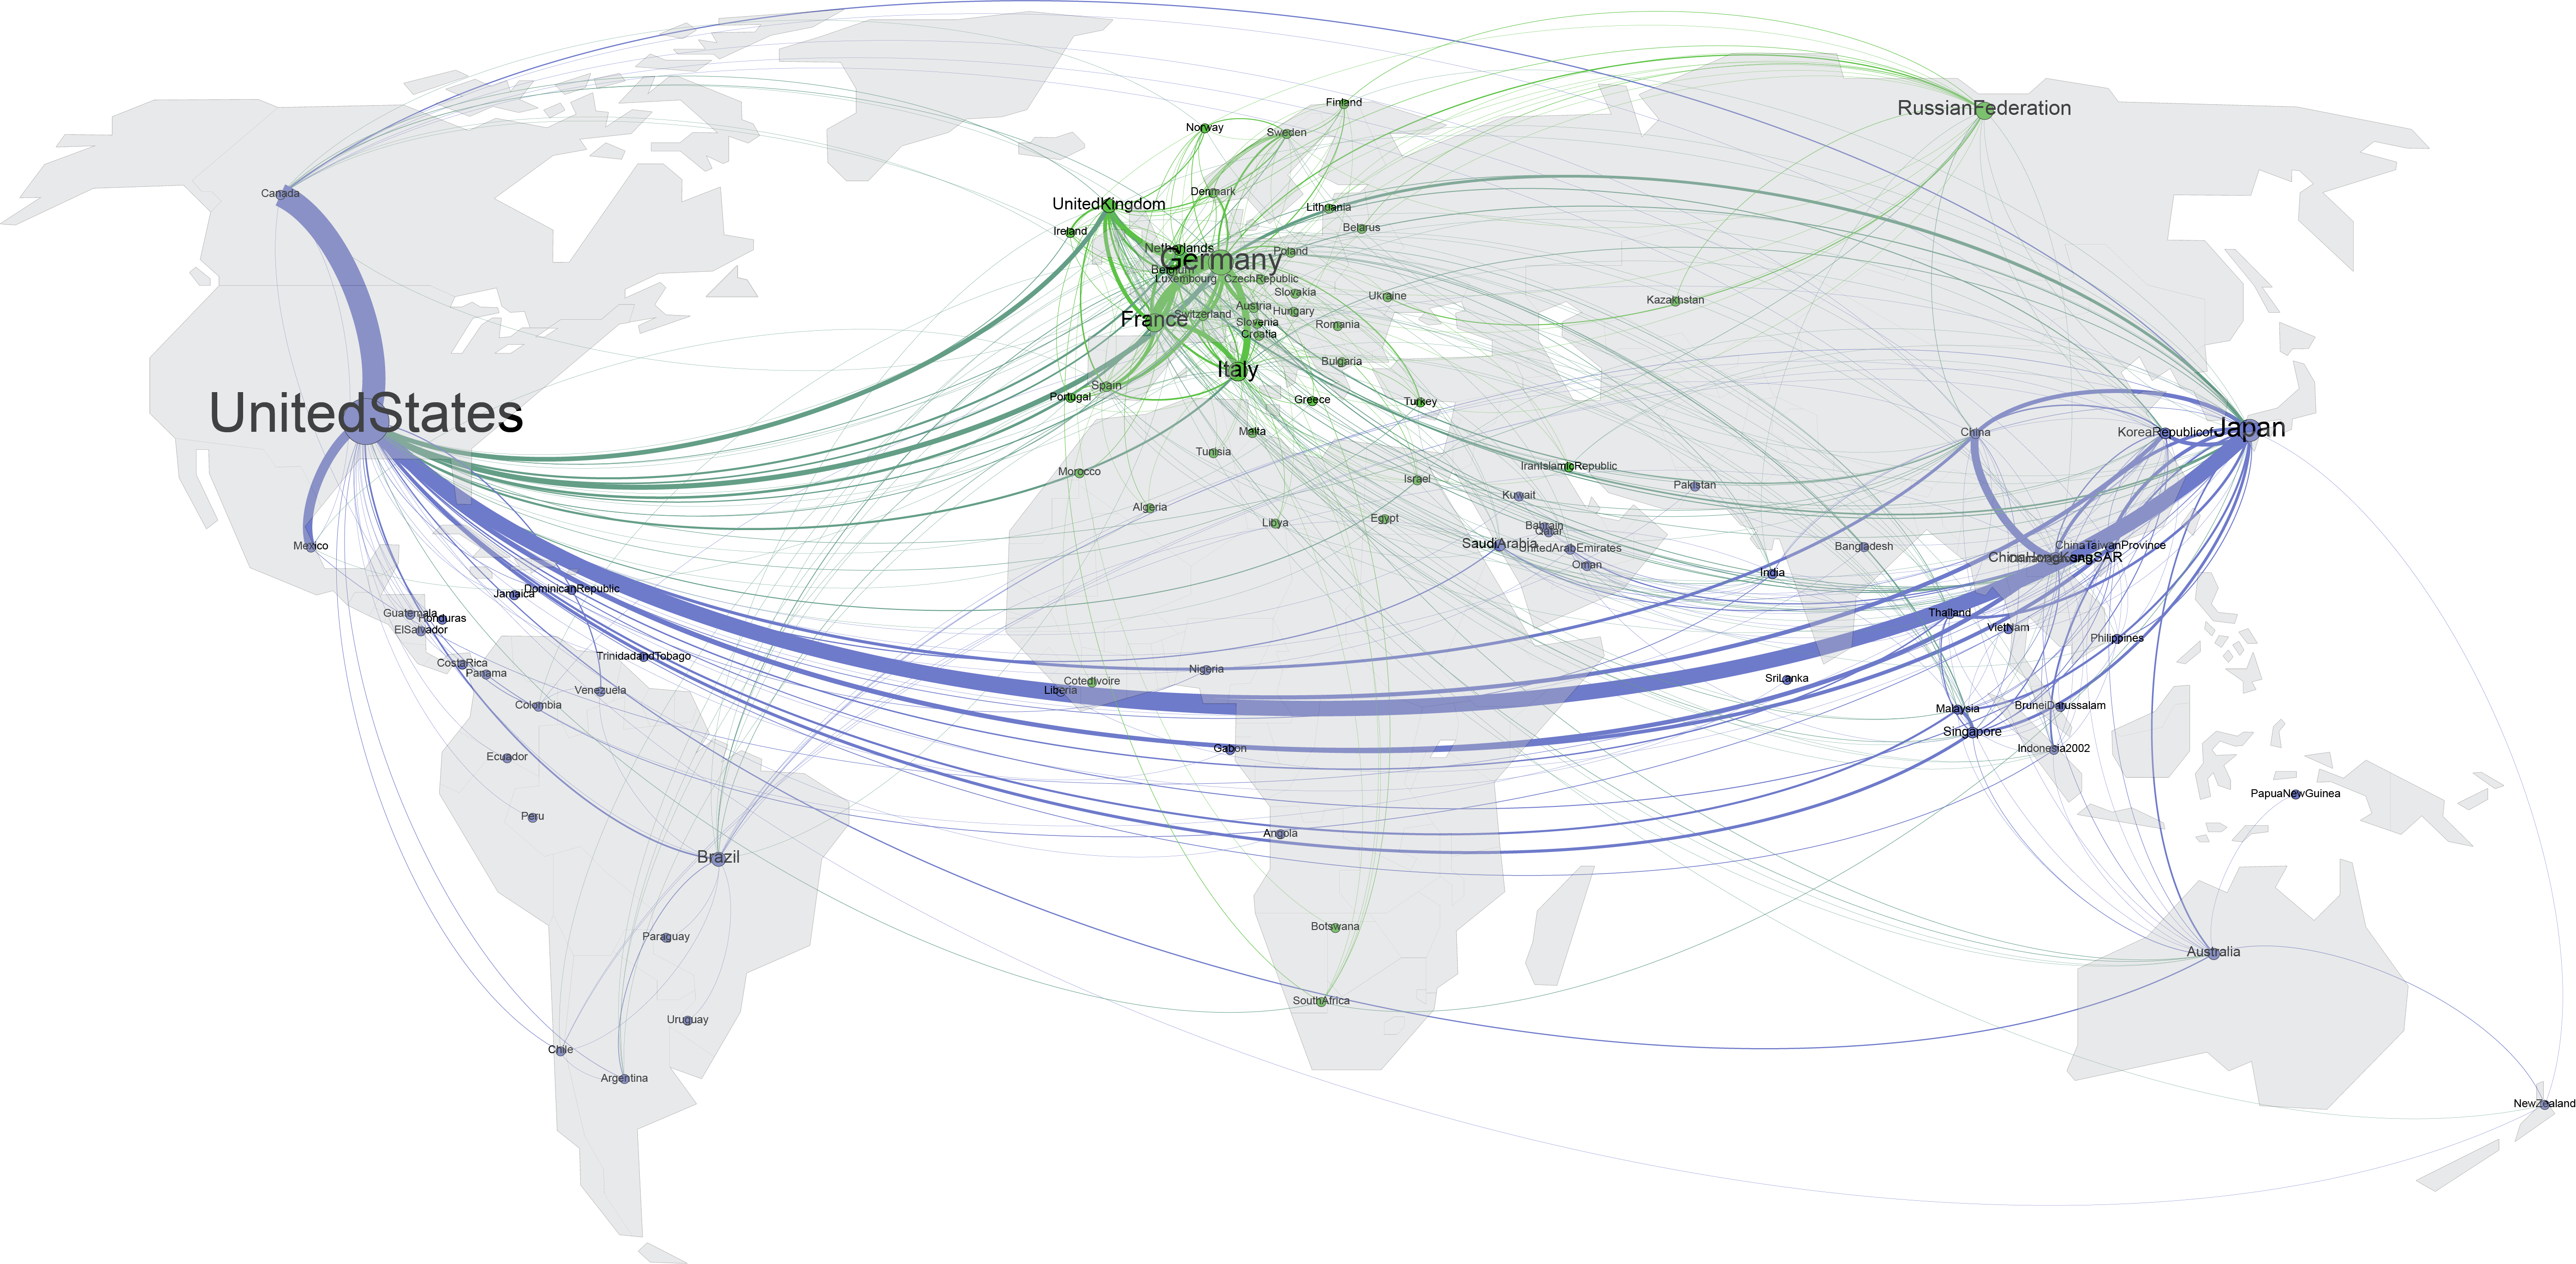 Finland
RussianFederation
Norway
Sweden
Canada
Denmark
UnitedKingdom
Lithuania
Ireland
Belarus
Netherlands
Poland
Germany
Belgium
Luxembourg
CzechRepublic
Slovakia
Ukraine
Kazakhstan
Austria
Hungary
Switzerland
France
Slovenia
Romania
Croatia
Bulgaria
Italy
Spain
Portugal
Greece
Turkey
UnitedStates
Malta
China
KoreaRepublicof
Japan
Tunisia
IranIslamicRepublic
Morocco
Israel
Pakistan
Kuwait
Algeria
Egypt
Libya
Bahrain
Qatar
SaudiArabia
UnitedArabEmirates
Mexico
Bangladesh
ChinaTaiwanProvince
ChinaHongKongSAR
Oman
India
DominicanRepublic
Jamaica
Guatemala
Honduras
ElSalvador
Thailand
VietNam
Philippines
TrinidadandTobago
CostaRica
Panama
Nigeria
CotedIvoire
Liberia
SriLanka
Venezuela
Colombia
Malaysia
BruneiDarussalam
Singapore
Gabon
Indonesia2002
Ecuador
PapuaNewGuinea
Peru
Angola
Brazil
Botswana
Paraguay
Australia
SouthAfrica
Uruguay
Chile
Argentina
NewZealand